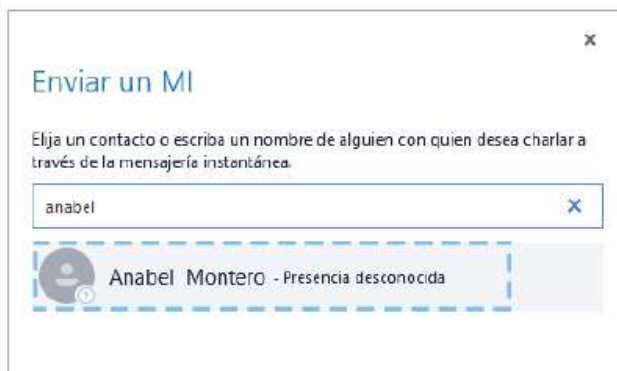 x
Enviar un MI
Elija un contacto o escriba un nombre de alguien con quien desea charlar a
través de la mensajería instantánea.
anabel
Anabel Montero - Presencia desconocida